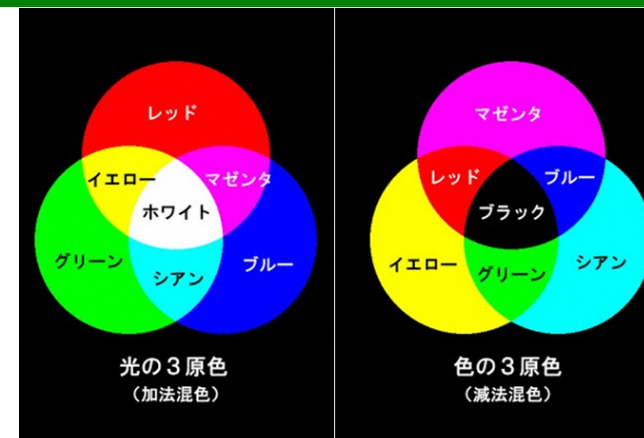 レッド
イエロー
マゼンタ
ホワイト
グリーン
シアン
ブルー
光の3原色
(加法混色)
マゼンタ
レッド
ブルー
ブラック
イエロー
グリーン
シアン
色の3原色
(減法混色)